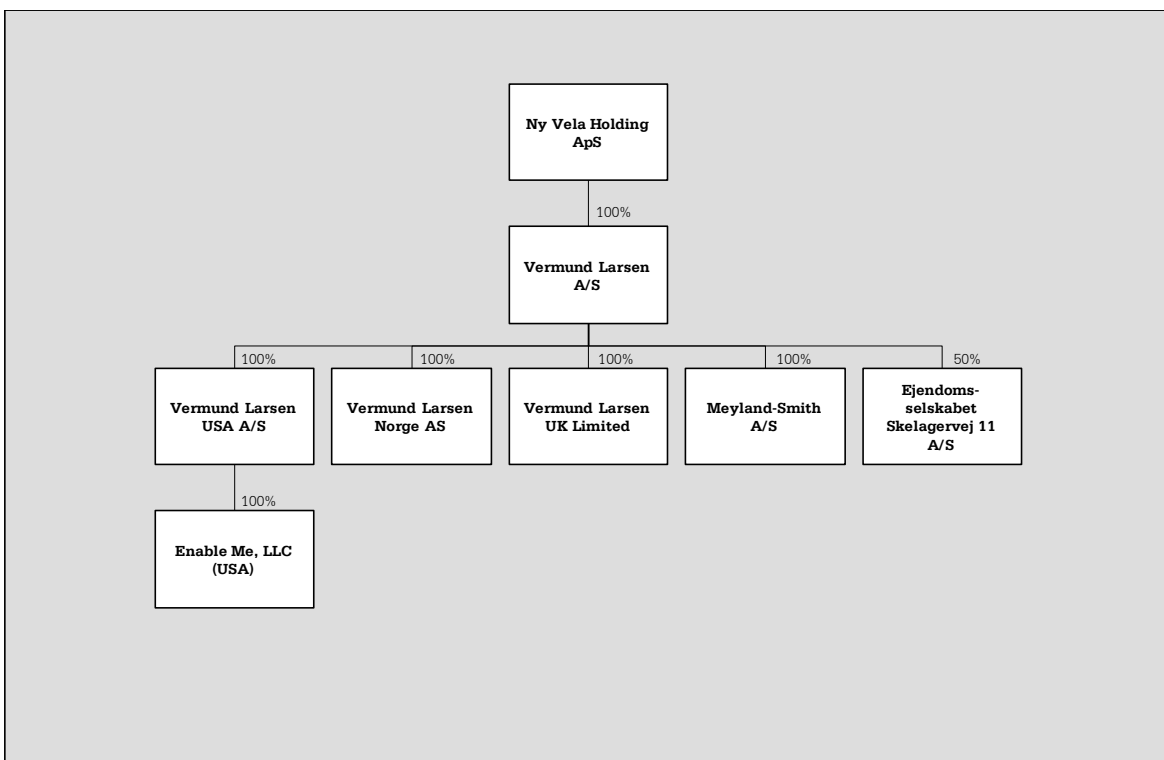 Ny Vela Holding
ApS
100%
Vermund Larsen
A/S
100%
100%
100%
100%
50%
Vermund Larsen
USA A/S
Vermund Larsen
Norge AS
Vermund Larsen
UK Limited
Meyland-Smith
A/S
Ejendoms-
selskabet
Skelagervej 11
A/S
100%
Enable Me, LLC
(USA)